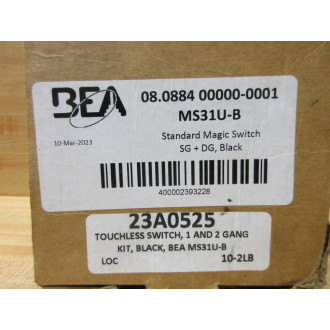 BEA
08.0884 00000-0001
MS31U-B
10-Mar-2023
Standard Magic Switch
SG + DG, Black
400002393228
23A0525
TOUCHLESS SWITCH, 1 AND 2 GANG
KIT, BLACK, BEA MS31U-B
LOC 10-2LB